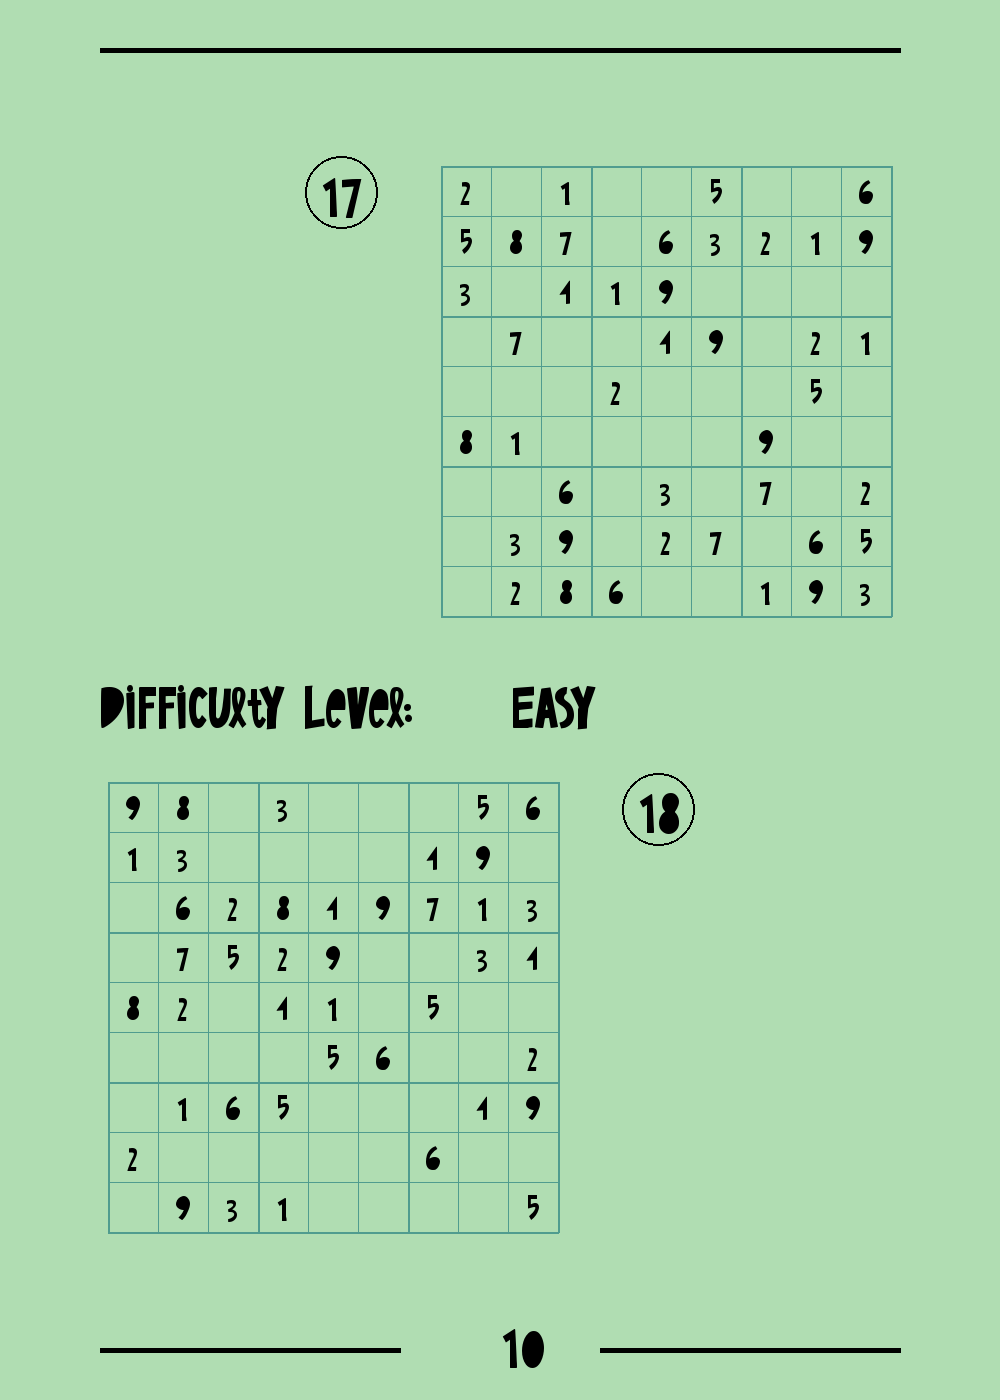 17
2 1 5 6
5 8 7 6 3 2 1 9
3 4 1 9
7 4 9 2 1
2 5
8 1 9
6 3 7 2
3 9 2 7 6 5
2 8 6 1 9 3
Difficulty Level: EASY
18
9 8 3 5 6
1 3 4 9
6 2 8 4 9 7 1 3
7 5 2 9 3 4
8 2 4 1 5
5 6 2
1 6 5 4 9
2 6
9 3 1 5
10